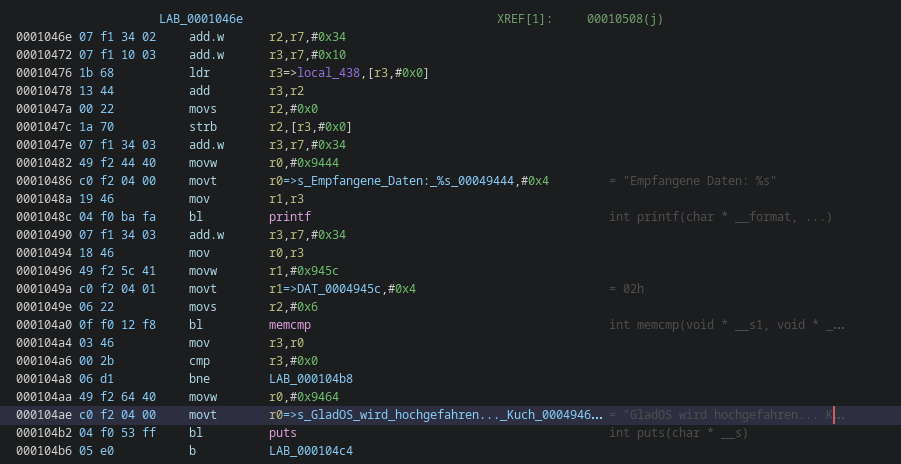 LAB_0001046e XREF[1]: 00010508(j)
0001046e 07 f1 34 02 add.w r2,r7,#0x34
00010472 07 f1 10 03 add.w r3,r7,#0x10
00010476 1b 68 ldr r3=>local_438,[r3,#0x0]
00010478 13 44 add r3,r2
0001047a 00 22 movs r2,#0x0
0001047c 1a 70 strb r2,[r3,#0x0]
0001047e 07 f1 34 03 add.w r3,r7,#0x34
00010482 49 f2 44 40 movw r0,#0x9444
00010486 c0 f2 04 00 movt r0=>s_Empfangene_Daten:_%s_00049444,#0x4 = "Empfangene Daten: %s"
0001048a 19 46 mov r1,r3
0001048c 04 f0 ba fa bl printf int printf(char * __format, ...)
00010490 07 f1 34 03 add.w r3,r7,#0x34
00010494 18 46 mov r0,r3
00010496 49 f2 5c 41 movw r1,#0x945c
0001049a c0 f2 04 01 movt r1=>DAT_0004945c,#0x4 = 02h
0001049e 06 22 movs r2,#0x6
000104a0 0f f0 12 f8 bl memcmp int memcmp(void * __s1, void * _...
000104a4 03 46 mov r3,r0
000104a6 00 2b cmp r3,#0x0
000104a8 06 d1 bne LAB_000104b8
000104aa 49 f2 64 40 movw r0,#0x9464
000104ae c0 f2 04 00 movt r0=>s_GladOS_wird_hochgefahren..._Kuch_0004946... = "GladOS wird hochgefahren... K...
000104b2 04 f0 53 ff bl puts int puts(char * __s)
000104b6 05 e0 b LAB_000104c4